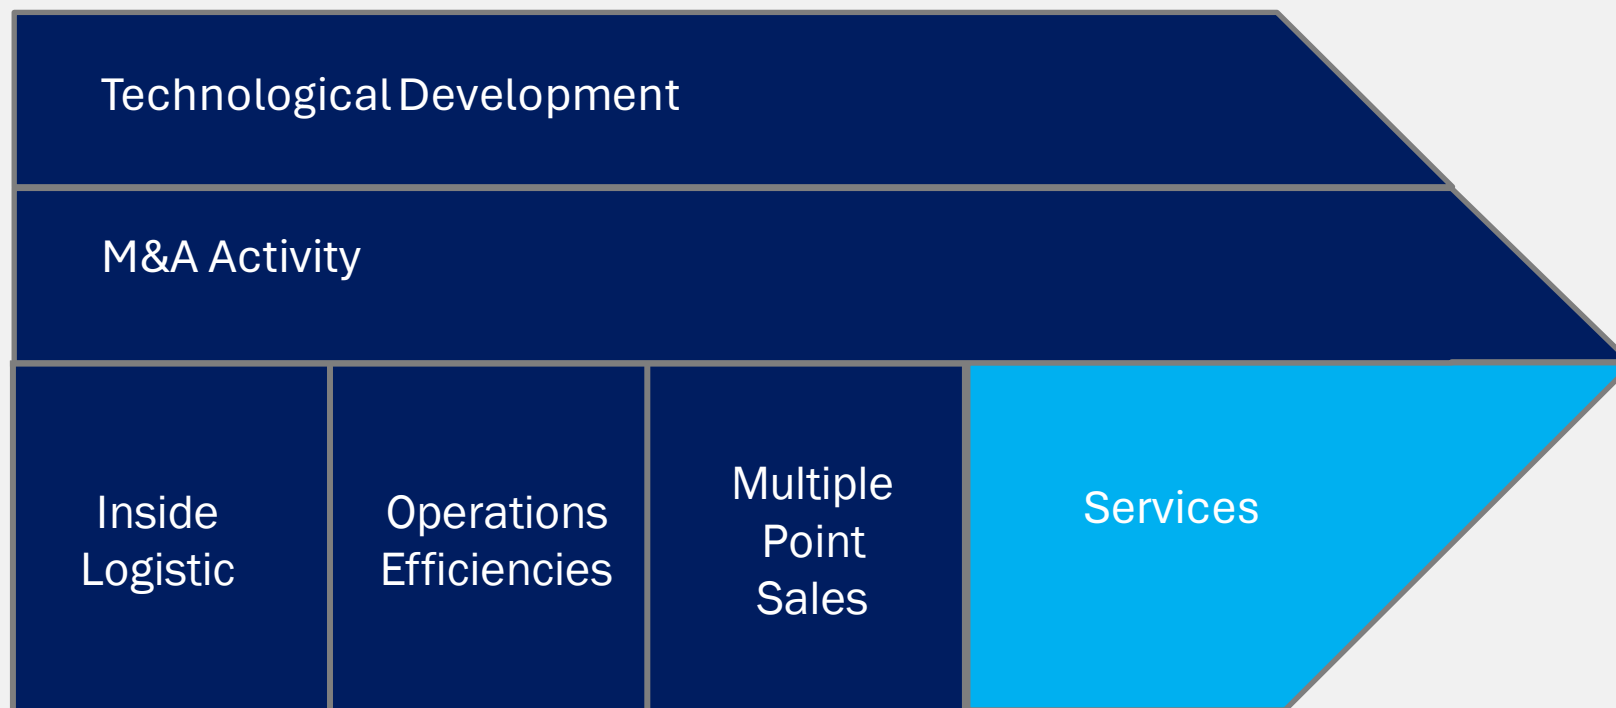 Technological Development
M&A Activity
Inside
Logistic
Operations
Efficiencies
Multiple
Point
Sales
Services